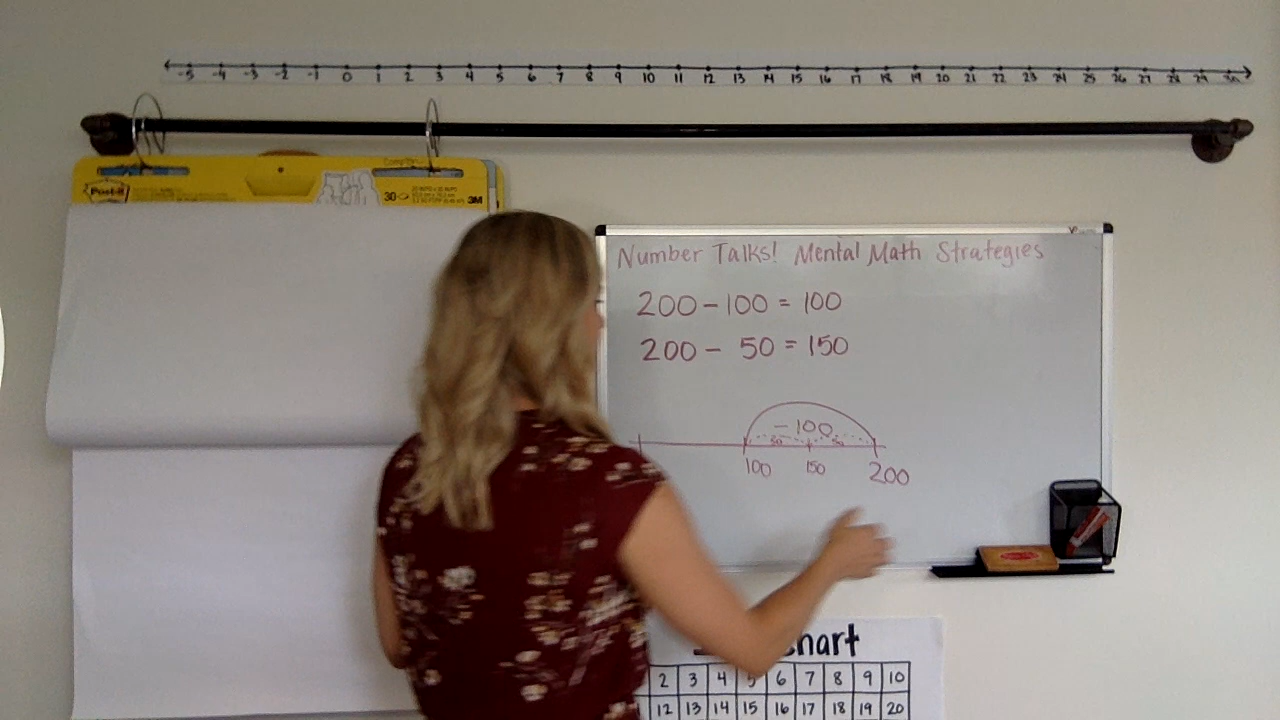 -5 -4 -3 -2 -1 0 1 2 3 4 5 6 7 8 9 10 11 12 13 14 15 16 17 18 19 20 21 22 23 24 25 26 27 28 29 30
Post-it
30
3M
Number Talks! Mental Math Strategies
200 - 100 = 100
200 - 50 = 150
- 100
50 50
100 150 200
2 3 4 5 6 7 8 9 10
12 13 14 15 16 17 18 19 20